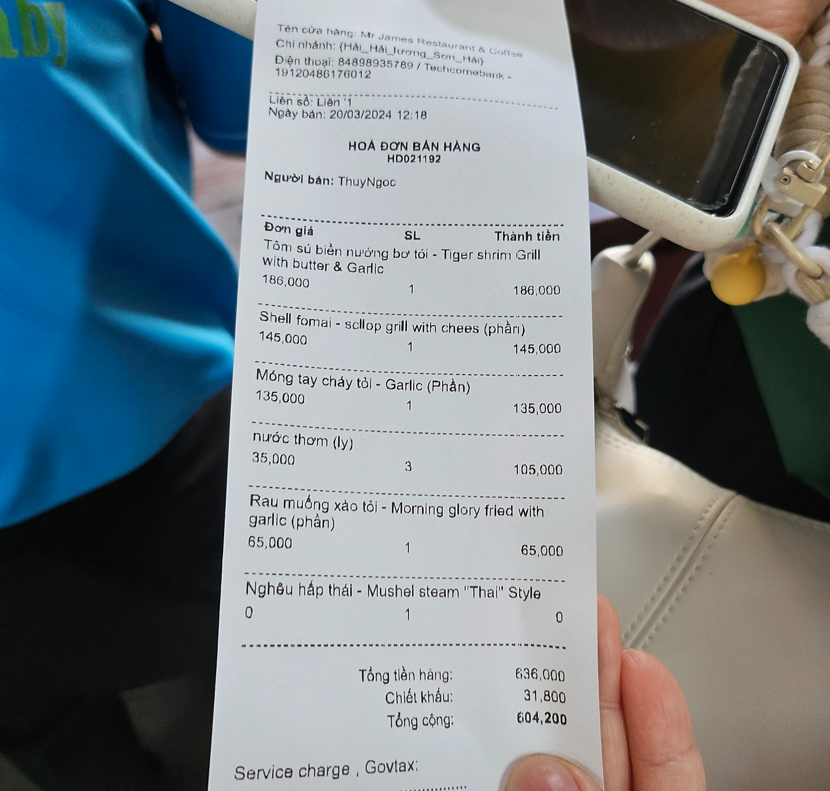 aby
Tên cửa hàng: Mr James Restaurant & Coffee
Chi nhánh: {Hải_Hải_lương_Sơn_Hải}
Điện thoại: 84898935789 / Techcomebank -
19120486176012
Liên số: Liên '1
Ngày bán: 20/03/2024 12:18
HOÁ ĐƠN BÁN HÀNG
HD021192
Người bán: ThuyNgoc
Đơn giá SL Thành tiền
Tôm sú biển nướng bơ tỏi - Tiger shrim Grill
with butter & Garlic
186,000 1 186,000
Shell fomai - scllop grill with chees (phần)
145,000 1 145,000
Móng tay cháy tỏi - Garlic (Phần)
135,000 1 135,000
nước thơm (ly)
35,000 3 105,000
Rau muống xào tỏi - Morning glory fried with
garlic (phần)
65,000 1 65,000
Nghêu hấp thái - Mushel steam "Thai" Style
0 1 0
Tổng tiền hàng: 636,000
Chiết khấu: 31,800
Tổng cộng: 604,200
Service charge , Govtax: